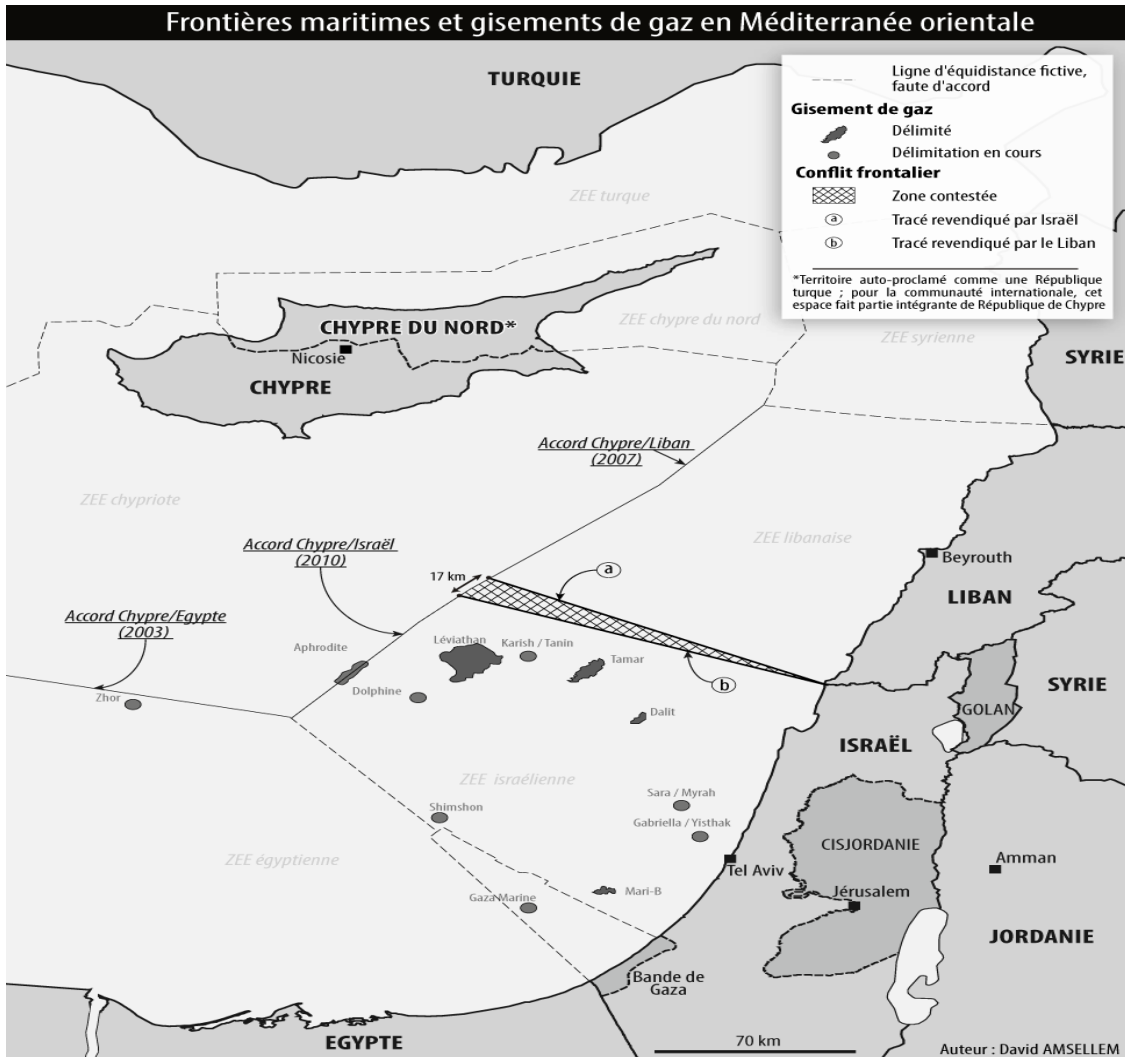 Frontières maritimes et gisements de gaz en Méditerranée orientale
TURQUIE
Ligne d'équidistance fictive,
faute d'accord
Gisement de gaz
Délimité
Délimitation en cours
Conflit frontalier
Zone contestée
a Tracé revendiqué par Israël
b Tracé revendiqué par le Liban
*Territoire auto-proclamé comme une République
turque ; pour la communauté internationale, cet
espace fait partie intégrante de République de Chypre
ZEE turque
CHYPRE DU NORD*
ZEE chypre du nord
ZEE syrienne
Nicosie
SYRIE
CHYPRE
Accord Chypre/Liban
(2007)
ZEE chypriote
ZEE libanaise
Accord Chypre/Israël
(2010)
Beyrouth
17 km
a
LIBAN
Accord Chypre/Egypte
(2003)
Aphrodite
Léviathan
Karish / Tanin
Tamar
b
SYRIE
Zhor
Dolphine
Dalit
GOLAN
ISRAËL
ZEE israélienne
Sara / Myrah
Shimshon
Gabriella / Yisthak
CISJORDANIE
ZEE égyptienne
Tel Aviv
Amman
Mari-B
Jérusalem
Gaza Marine
JORDANIE
Bande de
Gaza
EGYPTE
70 km
Auteur : David AMSELLEM